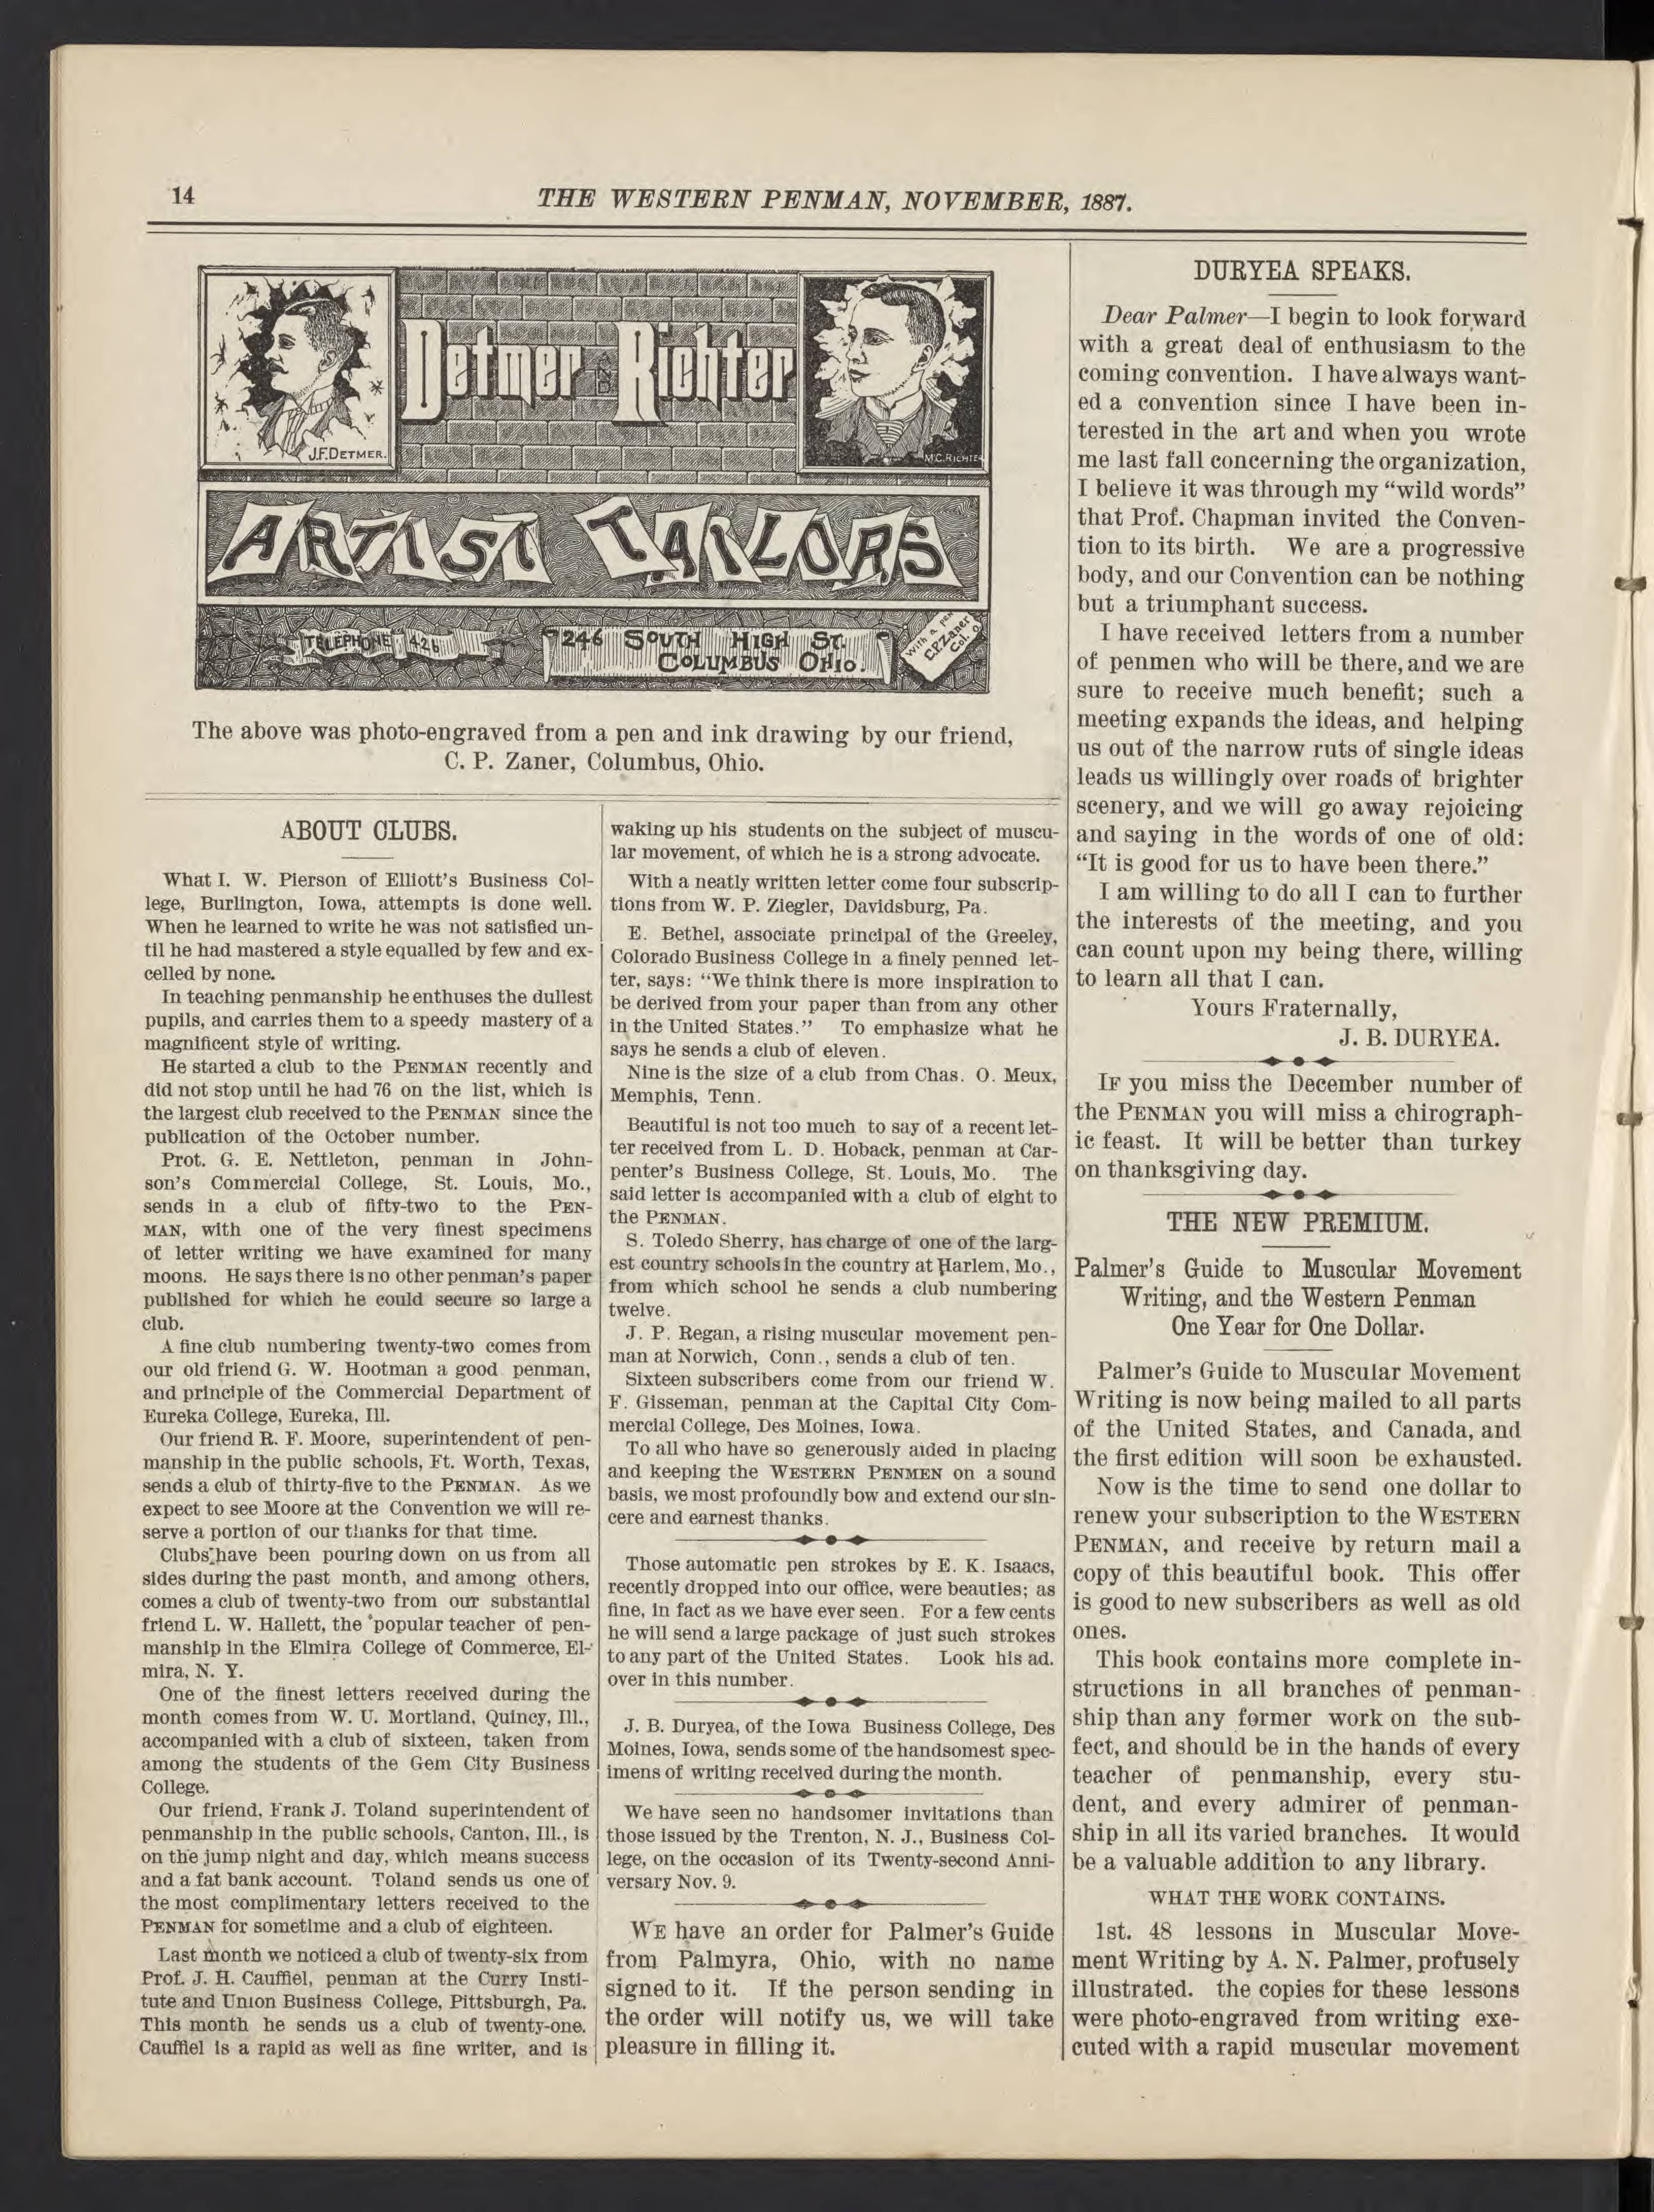 14
THE WESTERN PENMAN, NOVEMBER, 1887.
Detmer AND Richter
J.F. DETMER.
M.C. RICHTER
ARTIST TAILORS
TELEPHONE 426
246 SOUTH HIGH ST.
COLUMBUS OHIO.
With a pen
C.P. Zaner
Col. O.
The above was photo-engraved from a pen and ink drawing by our friend,
C. P. Zaner, Columbus, Ohio.
ABOUT CLUBS.
What I. W. Pierson of Elliott's Business Col-
lege, Burlington, Iowa, attempts is done well.
When he learned to write he was not satisfied un-
til he had mastered a style equalled by few and ex-
celled by none.
In teaching penmanship he enthuses the dullest
pupils, and carries them to a speedy mastery of a
magnificent style of writing.
He started a club to the PENMAN recently and
did not stop until he had 76 on the list, which is
the largest club received to the PENMAN since the
publication of the October number.
Prot. G. E. Nettleton, penman in John-
son's Commercial College, St. Louis, Mo.,
sends in a club of fifty-two to the PEN-
MAN, with one of the very finest specimens
of letter writing we have examined for many
moons. He says there is no other penman's paper
published for which he could secure so large a
club.
A fine club numbering twenty-two comes from
our old friend G. W. Hootman a good penman,
and principle of the Commercial Department of
Eureka College, Eureka, Ill.
Our friend R. F. Moore, superintendent of pen-
manship in the public schools, Ft. Worth, Texas,
sends a club of thirty-five to the PENMAN. As we
expect to see Moore at the Convention we will re-
serve a portion of our thanks for that time.
Clubs have been pouring down on us from all
sides during the past month, and among others,
comes a club of twenty-two from our substantial
friend L. W. Hallett, the popular teacher of pen-
manship in the Elmira College of Commerce, El-
mira, N. Y.
One of the finest letters received during the
month comes from W. U. Mortland, Quincy, Ill.,
accompanied with a club of sixteen, taken from
among the students of the Gem City Business
College.
Our friend, Frank J. Toland superintendent of
penmanship in the public schools, Canton, Ill., is
on the jump night and day, which means success
and a fat bank account. Toland sends us one of
the most complimentary letters received to the
PENMAN for sometime and a club of eighteen.
Last month we noticed a club of twenty-six from
Prof. J. H. Cauffiel, penman at the Curry Insti-
tute and Union Business College, Pittsburgh, Pa.
This month he sends us a club of twenty-one.
Cauffiel is a rapid as well as fine writer, and is
waking up his students on the subject of muscu-
lar movement, of which he is a strong advocate.
With a neatly written letter come four subscrip-
tions from W. P. Ziegler, Davidsburg, Pa.
E. Bethel, associate principal of the Greeley,
Colorado Business College in a finely penned let-
ter, says: "We think there is more inspiration to
be derived from your paper than from any other
in the United States." To emphasize what he
says he sends a club of eleven.
Nine is the size of a club from Chas. O. Meux,
Memphis, Tenn.
Beautiful is not too much to say of a recent let-
ter received from L. D. Hoback, penman at Car-
penter's Business College, St. Louis, Mo. The
said letter is accompanied with a club of eight to
the PENMAN.
S. Toledo Sherry, has charge of one of the larg-
est country schools in the country at Harlem, Mo.,
from which school he sends a club numbering
twelve.
J. P. Regan, a rising muscular movement pen-
man at Norwich, Conn., sends a club of ten.
Sixteen subscribers come from our friend W.
F. Gisseman, penman at the Capital City Com-
mercial College, Des Moines, Iowa.
To all who have so generously aided in placing
and keeping the WESTERN PENMEN on a sound
basis, we most profoundly bow and extend our sin-
cere and earnest thanks.
Those automatic pen strokes by E. K. Isaacs,
recently dropped into our office, were beauties; as
fine, in fact as we have ever seen. For a few cents
he will send a large package of just such strokes
to any part of the United States. Look his ad.
over in this number.
J. B. Duryea, of the Iowa Business College, Des
Moines, Iowa, sends some of the handsomest spec-
imens of writing received during the month.
We have seen no handsomer invitations than
those issued by the Trenton, N. J., Business Col-
lege, on the occasion of its Twenty-second Anni-
versary Nov. 9.
WE have an order for Palmer's Guide
from Palmyra, Ohio, with no name
signed to it. If the person sending in
the order will notify us, we will take
pleasure in filling it.
DURYEA SPEAKS.
Dear Palmer—I begin to look forward
with a great deal of enthusiasm to the
coming convention. I have always want-
ed a convention since I have been in-
terested in the art and when you wrote
me last fall concerning the organization,
I believe it was through my "wild words"
that Prof. Chapman invited the Conven-
tion to its birth. We are a progressive
body, and our Convention can be nothing
but a triumphant success.
I have received letters from a number
of penmen who will be there, and we are
sure to receive much benefit; such a
meeting expands the ideas, and helping
us out of the narrow ruts of single ideas
leads us willingly over roads of brighter
scenery, and we will go away rejoicing
and saying in the words of one of old:
"It is good for us to have been there."
I am willing to do all I can to further
the interests of the meeting, and you
can count upon my being there, willing
to learn all that I can.
Yours Fraternally,
J. B. DURYEA.
IF you miss the December number of
the PENMAN you will miss a chirograph-
ic feast. It will be better than turkey
on thanksgiving day.
THE NEW PREMIUM.
Palmer's Guide to Muscular Movement
Writing, and the Western Penman
One Year for One Dollar.
Palmer's Guide to Muscular Movement
Writing is now being mailed to all parts
of the United States, and Canada, and
the first edition will soon be exhausted.
Now is the time to send one dollar to
renew your subscription to the WESTERN
PENMAN, and receive by return mail a
copy of this beautiful book. This offer
is good to new subscribers as well as old
ones.
This book contains more complete in-
structions in all branches of penman-
ship than any former work on the sub-
fect, and should be in the hands of every
teacher of penmanship, every stu-
dent, and every admirer of penman-
ship in all its varied branches. It would
be a valuable addition to any library.
WHAT THE WORK CONTAINS.
1st. 48 lessons in Muscular Move-
ment Writing by A. N. Palmer, profusely
illustrated. the copies for these lessons
were photo-engraved from writing exe-
cuted with a rapid muscular movement